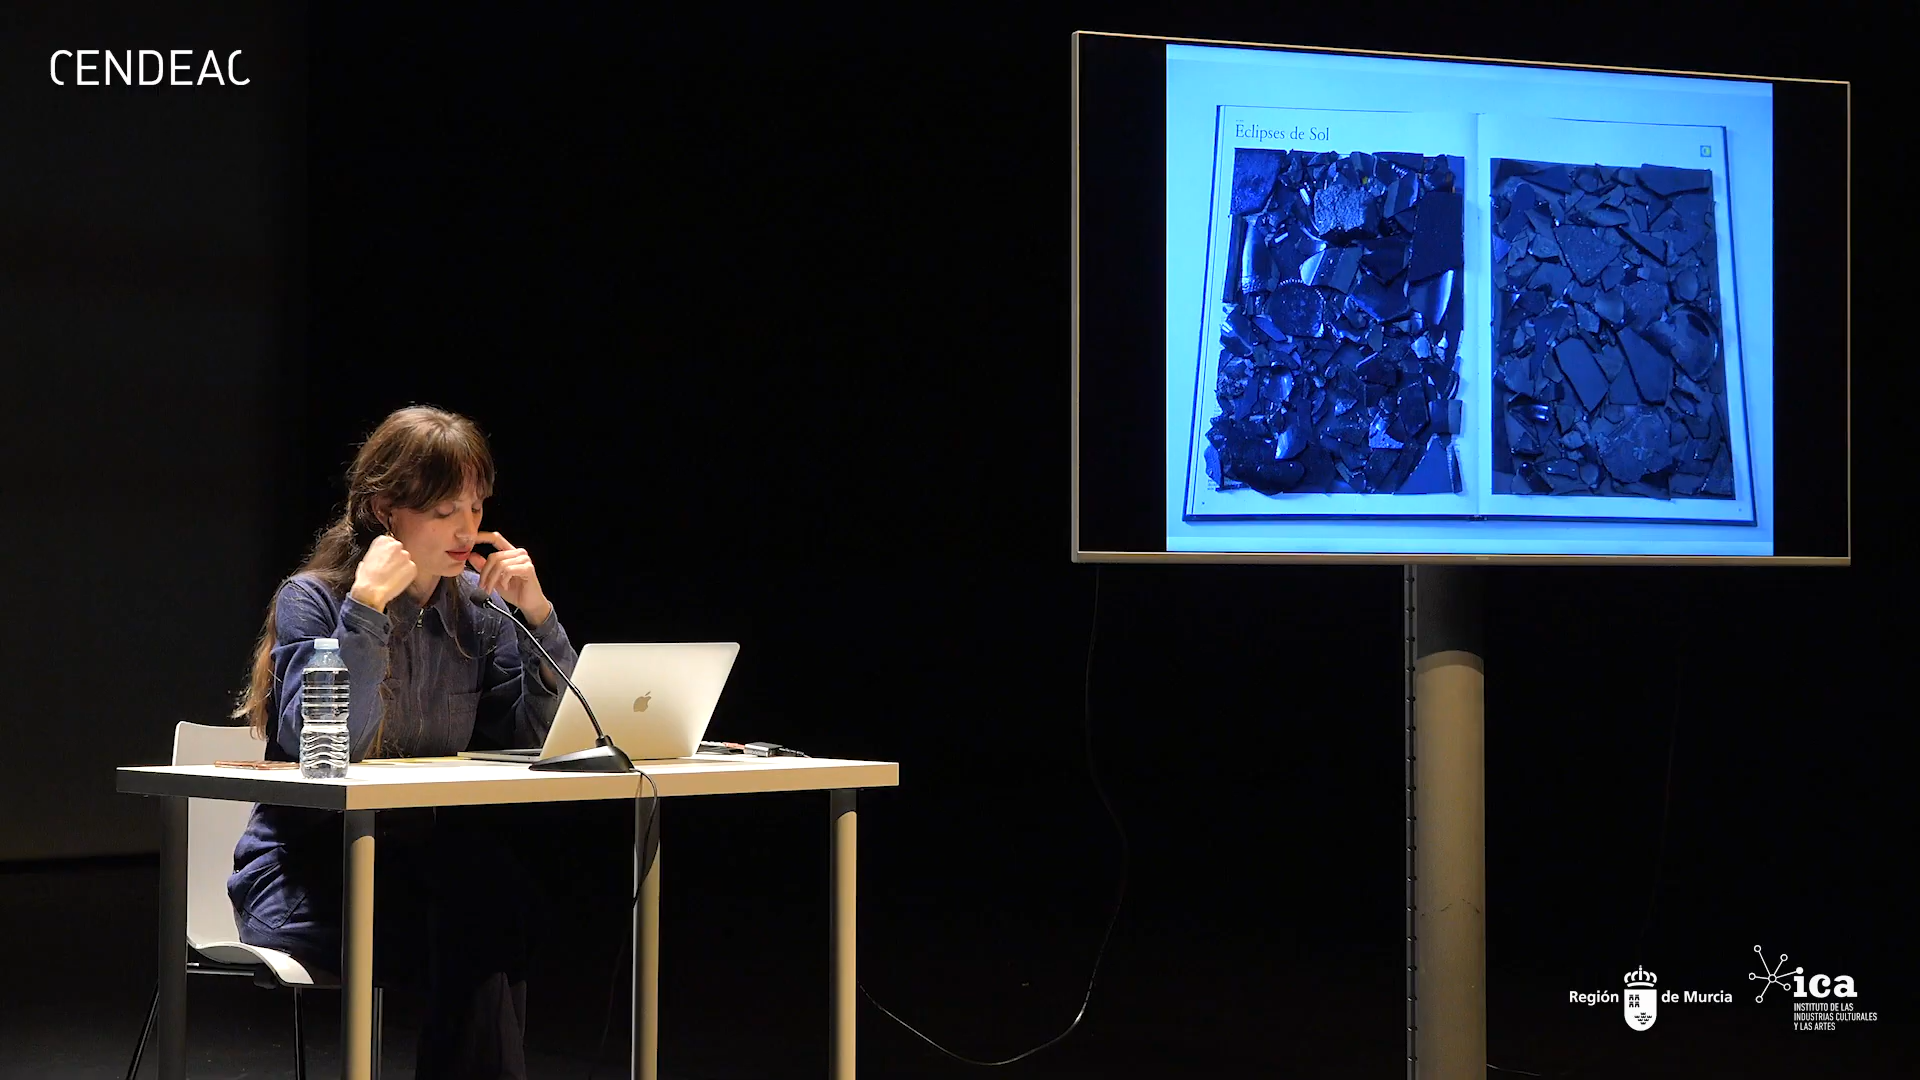 CENDEAC
Eclipses de Sol
Región de Murcia
ica
INSTITUTO DE LAS
INDUSTRIAS CULTURALES
Y LAS ARTES